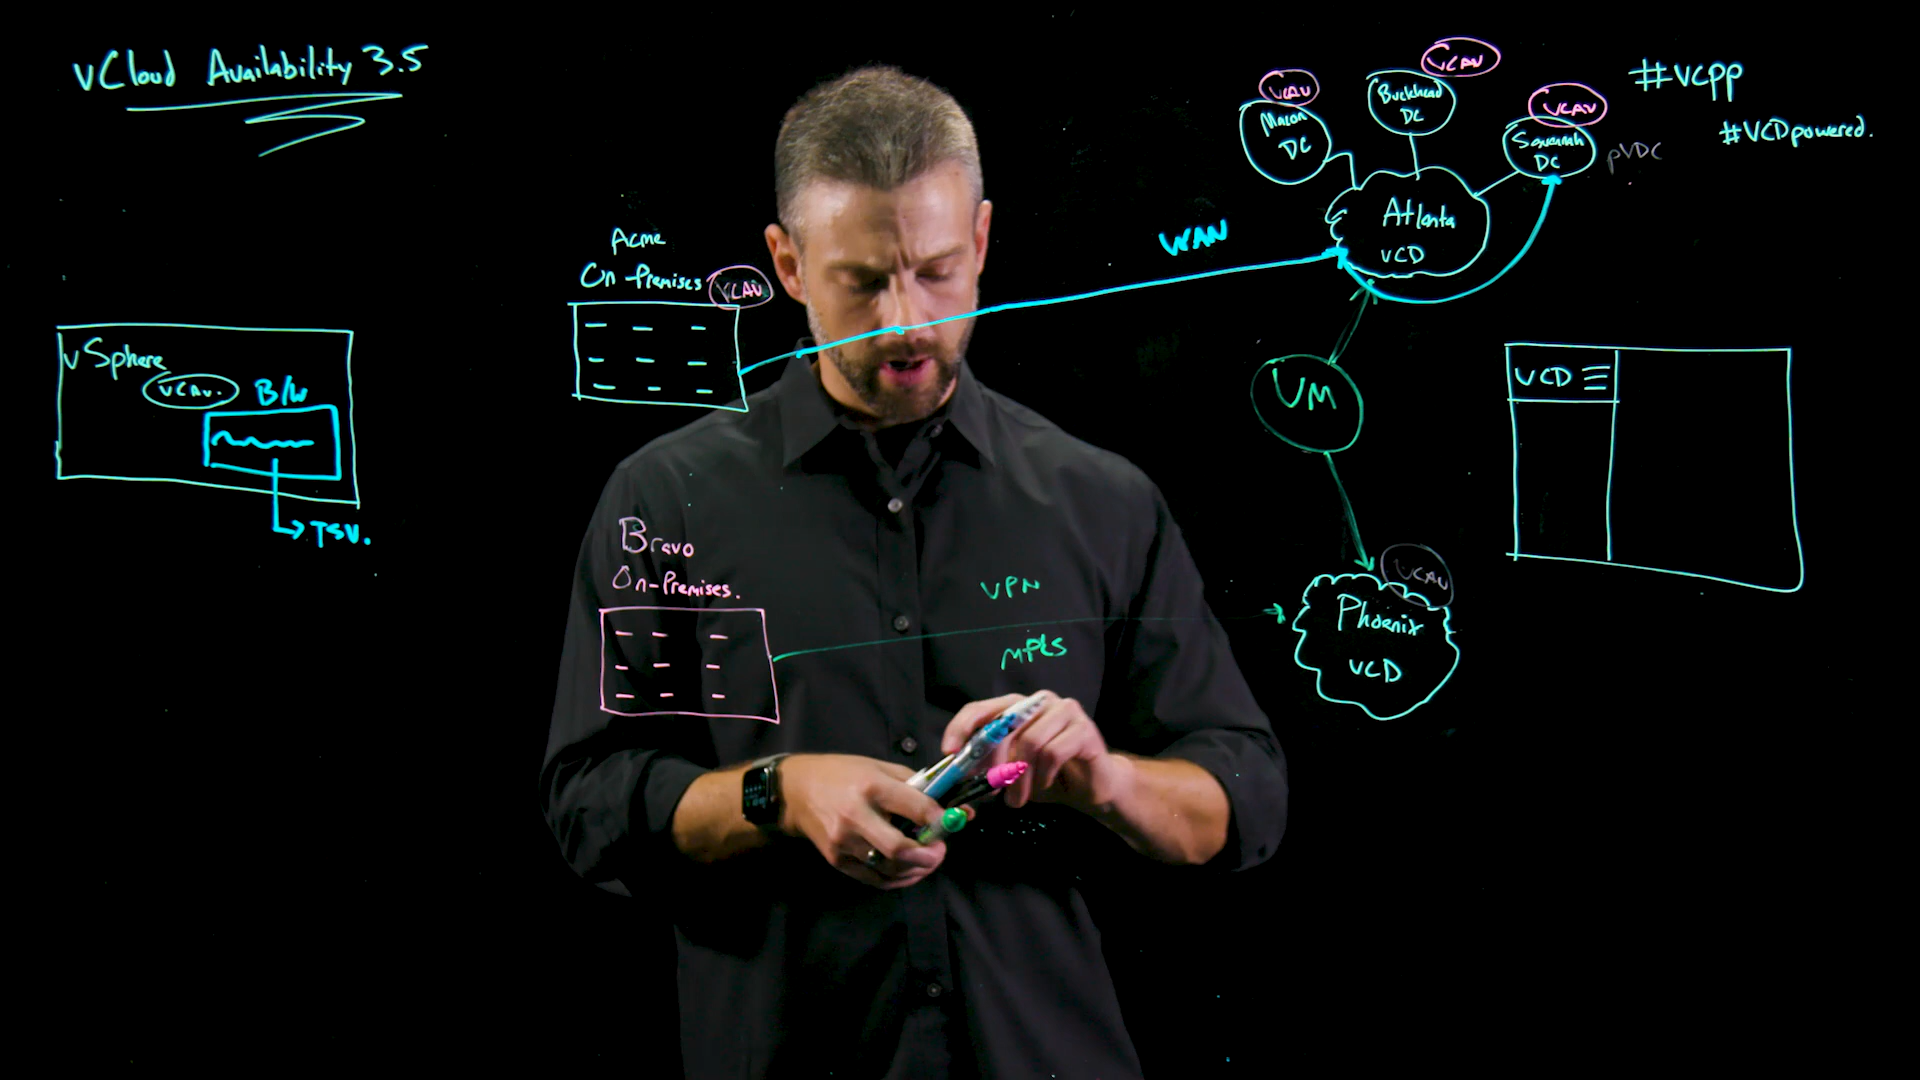 vCloud Availability 3.5
vSphere
VCAV.
B/W
TSV.
Acme
On-Premises
VCAV
Bravo
On-Premises.
VPN
MPLS
WAN
VCAV
Macon
DC
VCAV
Buckhead
DC
VCAV
Savannah
DC
pVDC
#VCPP
#VCDpowered.
Atlanta
VCD
VM
VCAV
Phoenix
VCD
VCD